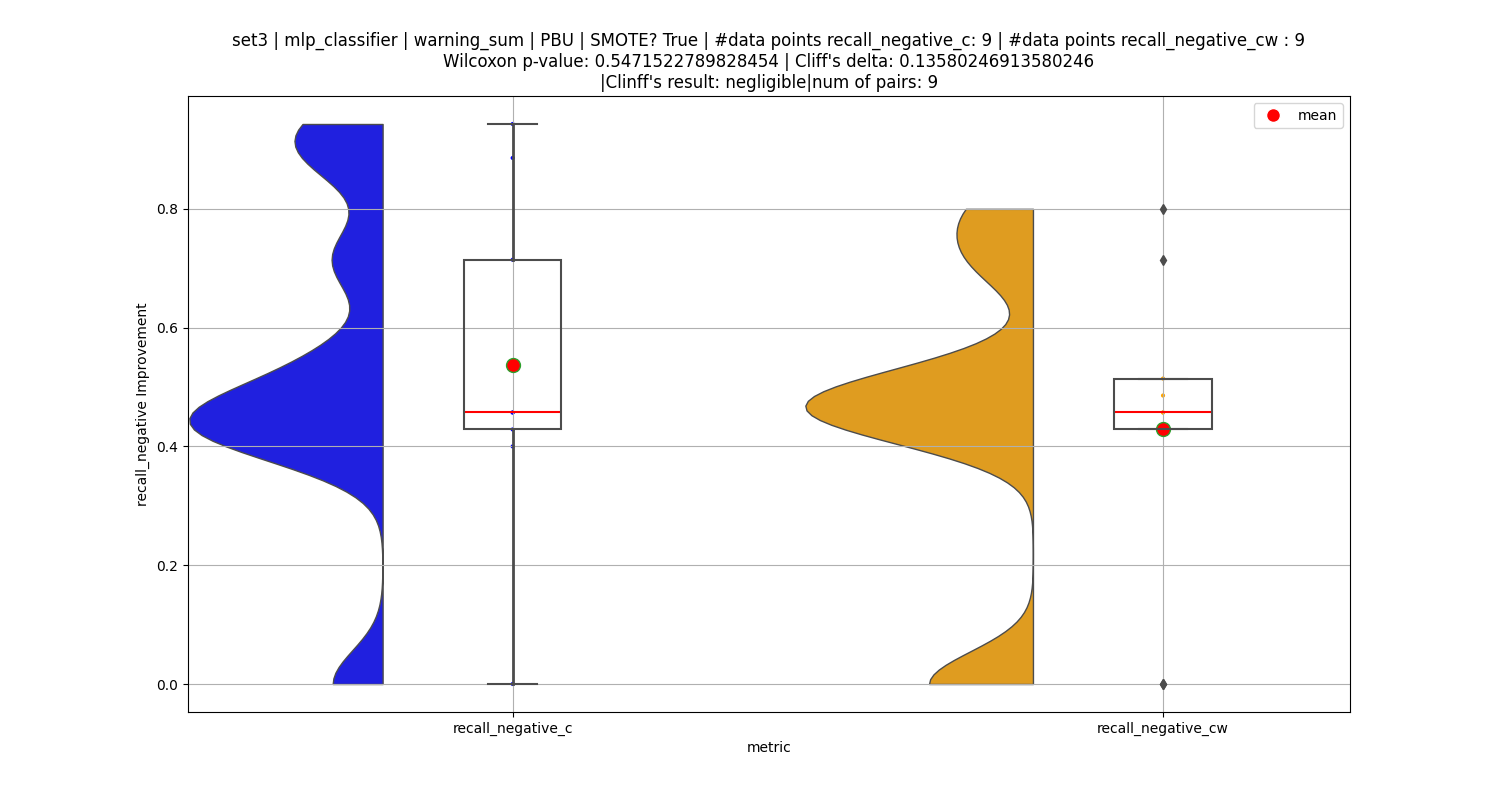 set3 | mlp_classifier | warning_sum | PBU | SMOTE? True | #data points recall_negative_c: 9 | #data points recall_negative_cw : 9
Wilcoxon p-value: 0.5471522789828454 | Cliff's delta: 0.13580246913580246
|Clinff's result: negligible|num of pairs: 9
mean
0.8
0.6
0.4
0.2
0.0
recall_negative Improvement
recall_negative_c
recall_negative_cw
metric